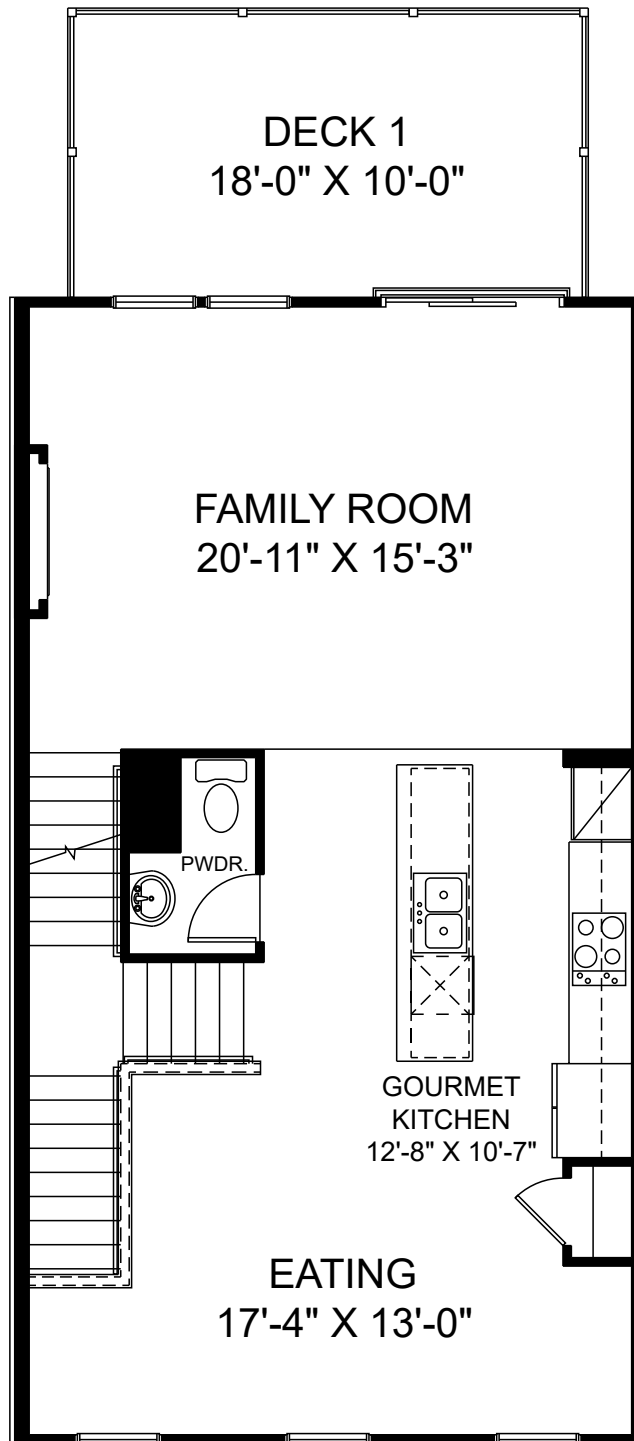 DECK 1
18'-0" X 10'-0"
FAMILY ROOM
20'-11" X 15'-3"
PWDR.
GOURMET
KITCHEN
12'-8" X 10'-7"
EATING
17'-4" X 13'-0"